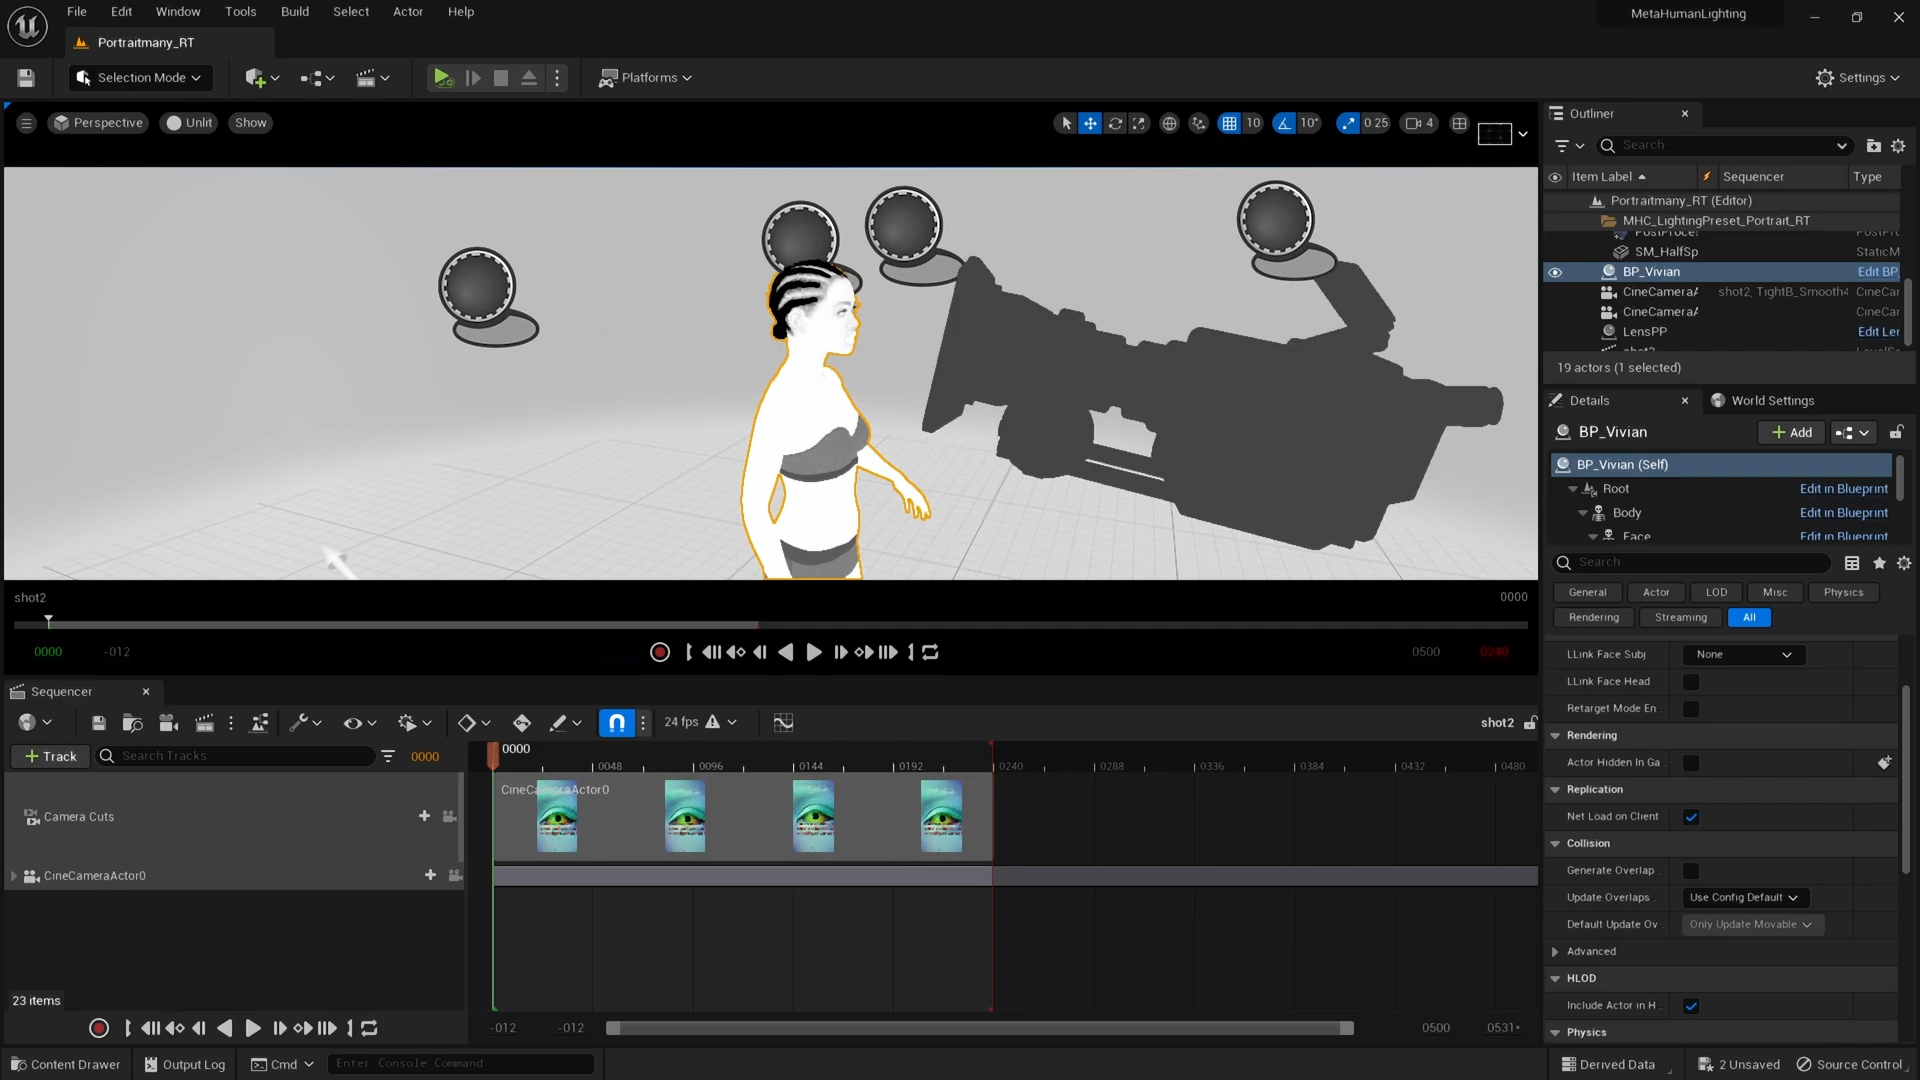 File Edit Window Tools Build Select Actor Help
MetaHumanLighting
Portraitmany_RT
Selection Mode
Platforms
Settings
Perspective Unlit Show
10 10° 0.25 4
Outliner
Search...
Item Label Sequencer Type
Portraitmany_RT (Editor)
MHC_LightingPreset_Portrait_RT
SM_HalfSp StaticM
BP_Vivian Edit BP_
CineCameraA shot2, TightB_Smooth4 CineCar
CineCameraA CineCar
LensPP Edit Ler
19 actors (1 selected)
Details World Settings
BP_Vivian Add
BP_Vivian (Self)
Root Edit in Blueprint
Body Edit in Blueprint
Face Edit in Blueprint
Search
General Actor LOD Misc Physics
Rendering Streaming All
LLink Face Subj None
LLink Face Head
Retarget Mode En
Rendering
Actor Hidden In Ga
Replication
Net Load on Client
Collision
Generate Overlap
Update Overlaps Use Config Default
Default Update Ov Only Update Movable
Advanced
HLOD
Include Actor in H
Physics
shot2 0000
0000 -012 0500 0240
Sequencer
24 fps shot2
Track Search Tracks 0000
0000
0048 0096 0144 0192 0240 0288 0336 0384 0432 0480
CineCameraActor0
Camera Cuts
CineCameraActor0
23 items
-012 -012 0500 0531+
Content Drawer Output Log Cmd Enter Console Command
Derived Data 2 Unsaved Source Control